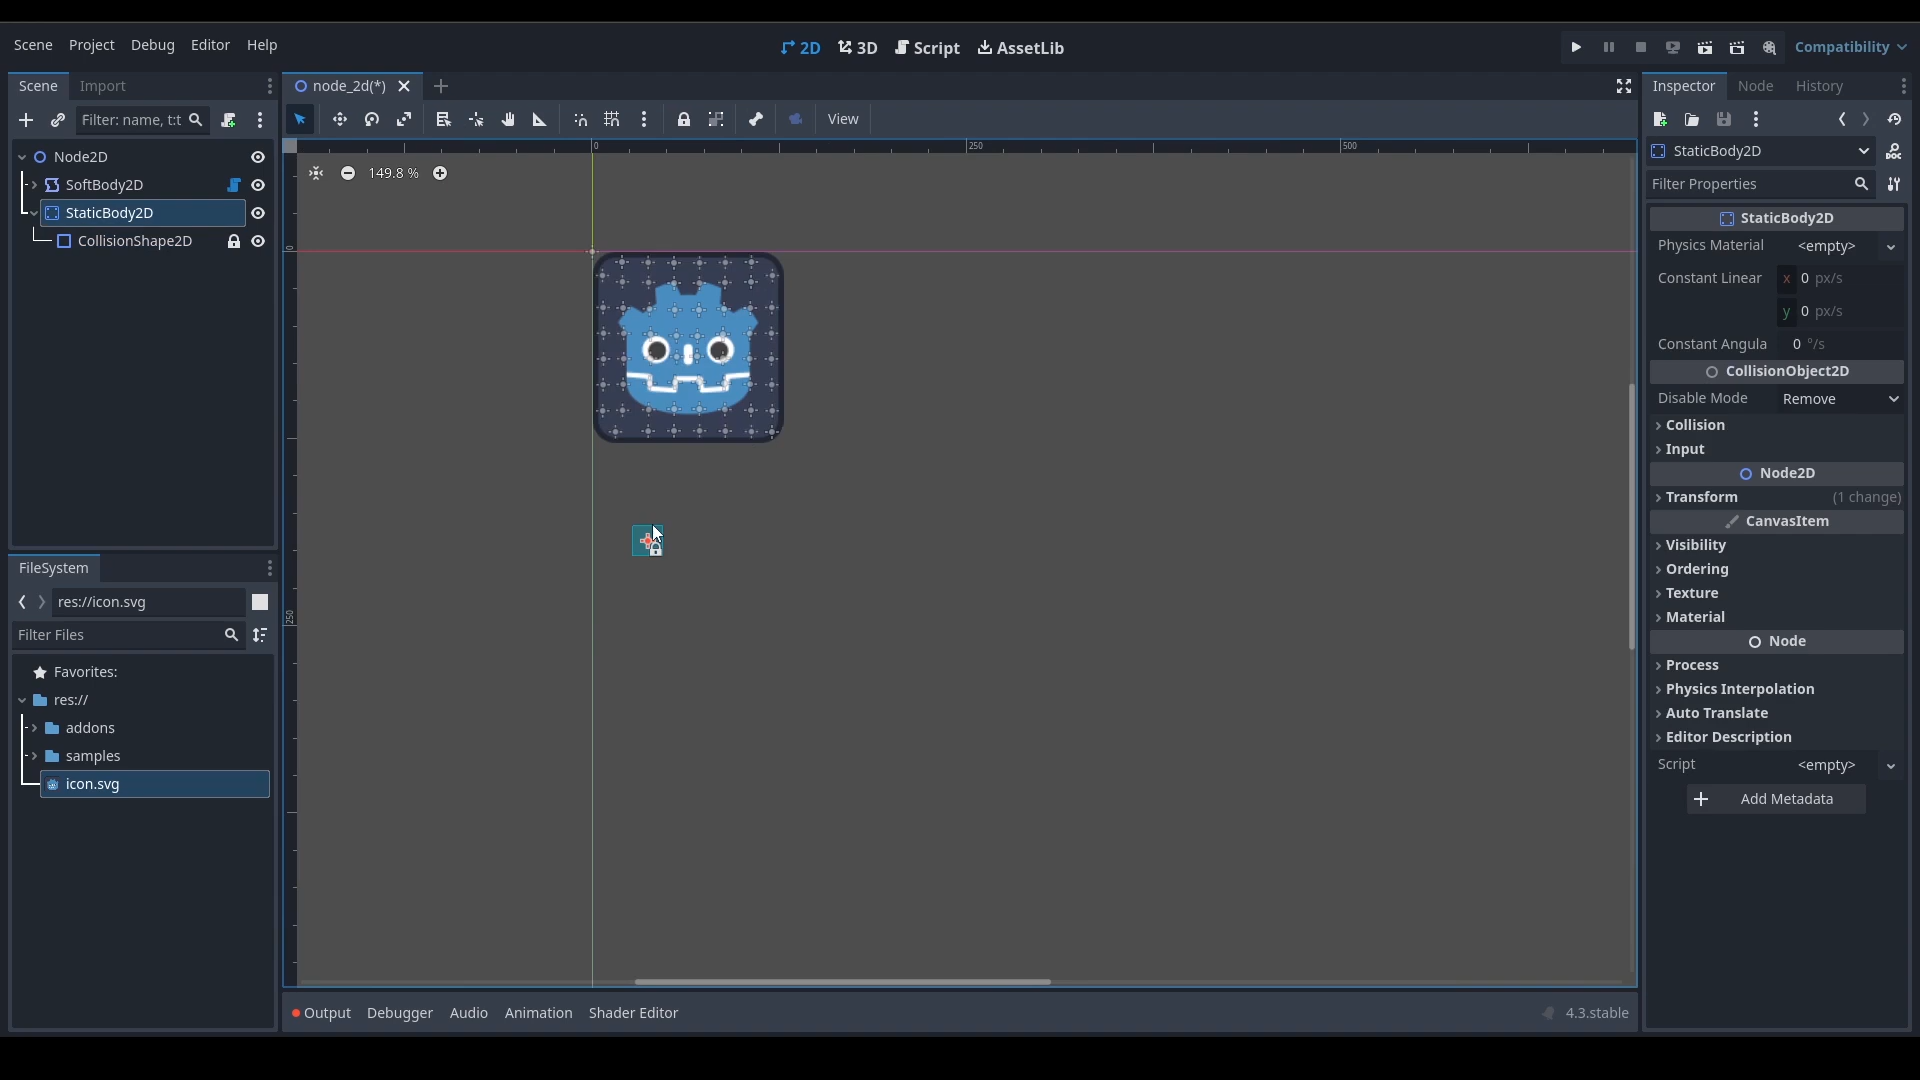 Scene Project Debug Editor Help
2D 3D Script AssetLib
Compatibility
Scene Import
Filter: name, t:t
Node2D
SoftBody2D
StaticBody2D
CollisionShape2D
FileSystem
res://icon.svg
Filter Files
Favorites:
res://
addons
samples
icon.svg
node_2d(*)
View
0 250 500
149.8 %
0
250
Output Debugger Audio Animation Shader Editor
4.3.stable
Inspector Node History
StaticBody2D
Filter Properties
StaticBody2D
Physics Material <empty>
Constant Linear x 0 px/s
y 0 px/s
Constant Angula 0 °/s
CollisionObject2D
Disable Mode Remove
Collision
Input
Node2D
Transform (1 change)
CanvasItem
Visibility
Ordering
Texture
Material
Node
Process
Physics Interpolation
Auto Translate
Editor Description
Script <empty>
Add Metadata